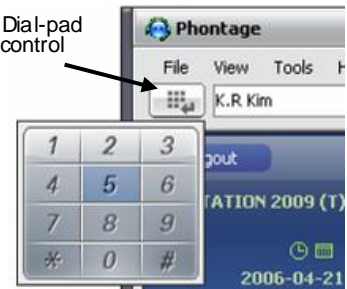 Dial-pad
control
Phontage
File View Tools H
K.R Kim
1 2 3
4 5 6
7 8 9
* 0 #
gout
TATION 2009 (T)
2006-04-21